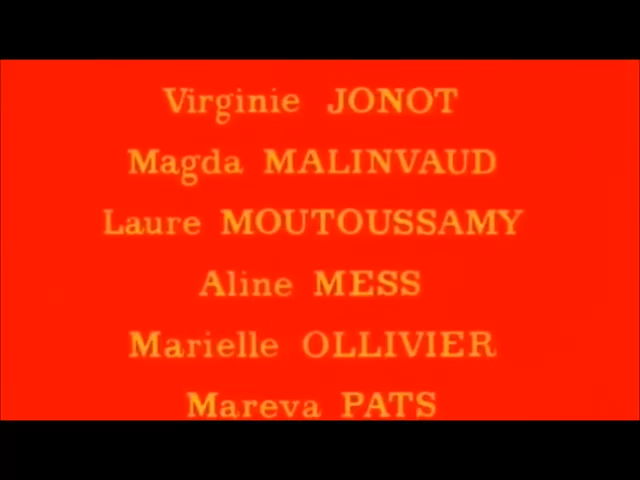 Virginie JONOT
Magda MALINVAUD
Laure MOUTOUSSAMY
Aline MESS
Marielle OLLIVIER
Mareva PATS